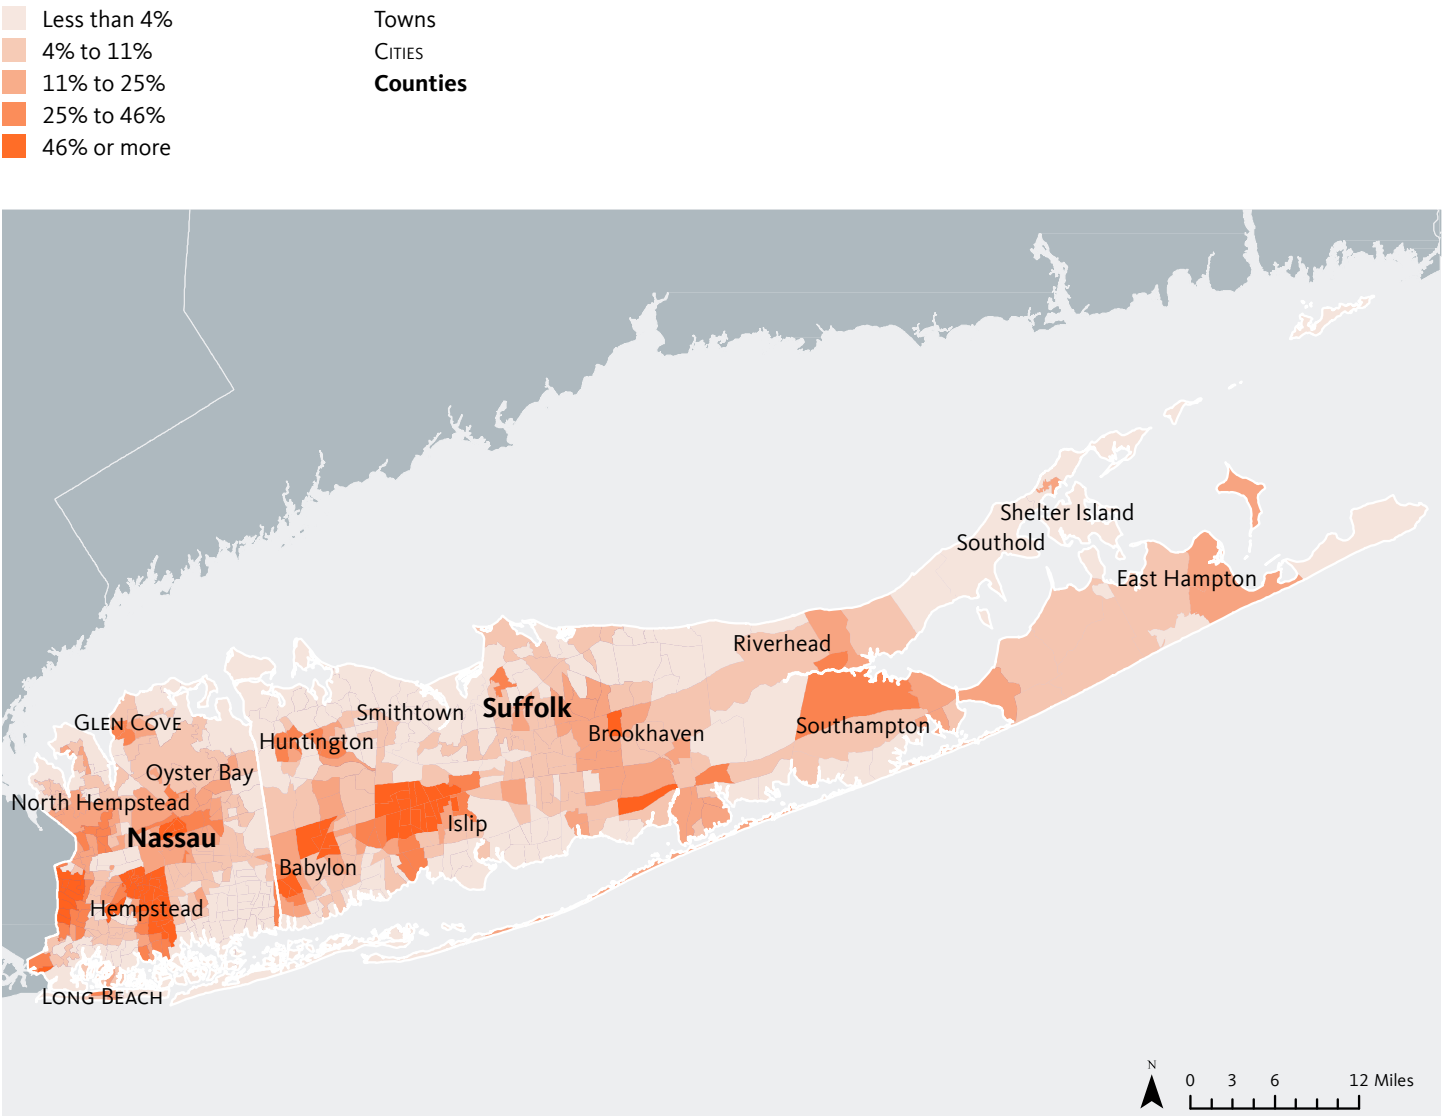 Less than 4%
4% to 11%
11% to 25%
25% to 46%
46% or more
Towns
Cities
Counties
Shelter Island
Southold
East Hampton
Riverhead
Suffolk
Smithtown
Glen Cove
Southampton
Brookhaven
Huntington
Oyster Bay
North Hempstead
Islip
Nassau
Babylon
Hempstead
Long Beach
N
0 3 6 12 Miles